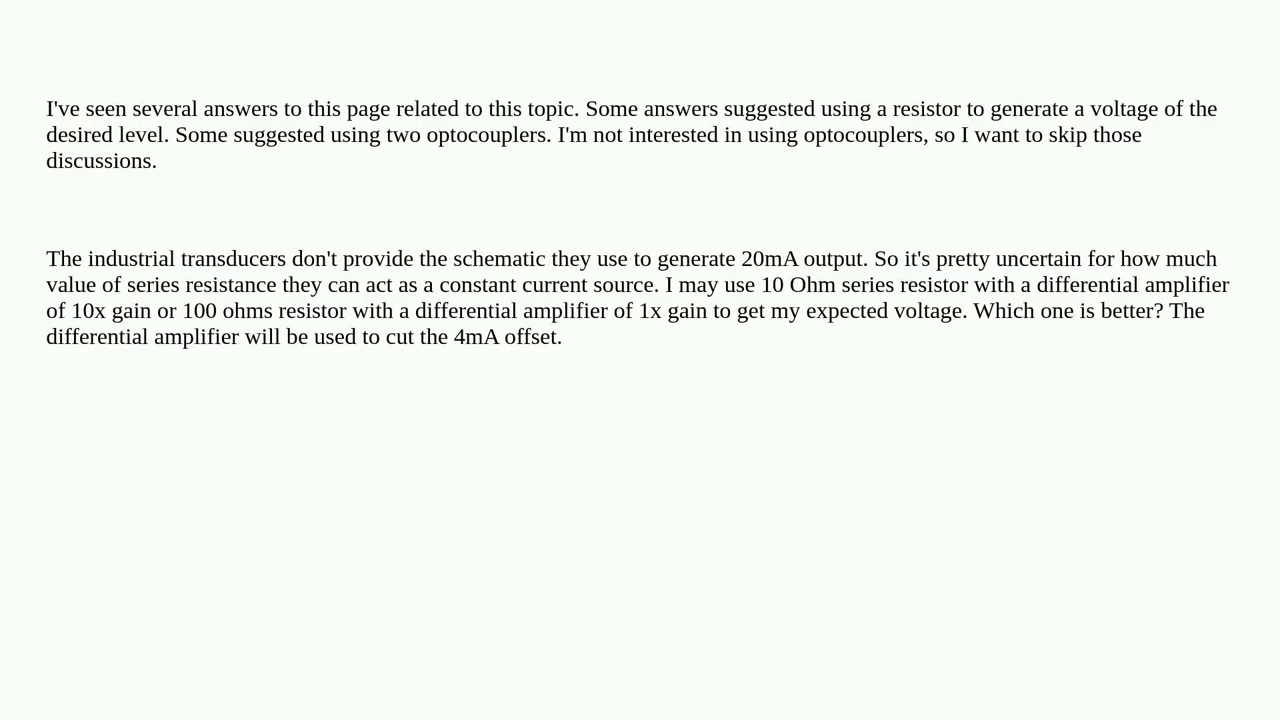 I've seen several answers to this page related to this topic. Some answers suggested using a resistor to generate a voltage of the
desired level. Some suggested using two optocouplers. I'm not interested in using optocouplers, so I want to skip those
discussions.
The industrial transducers don't provide the schematic they use to generate 20mA output. So it's pretty uncertain for how much
value of series resistance they can act as a constant current source. I may use 10 Ohm series resistor with a differential amplifier
of 10x gain or 100 ohms resistor with a differential amplifier of 1x gain to get my expected voltage. Which one is better? The
differential amplifier will be used to cut the 4mA offset.